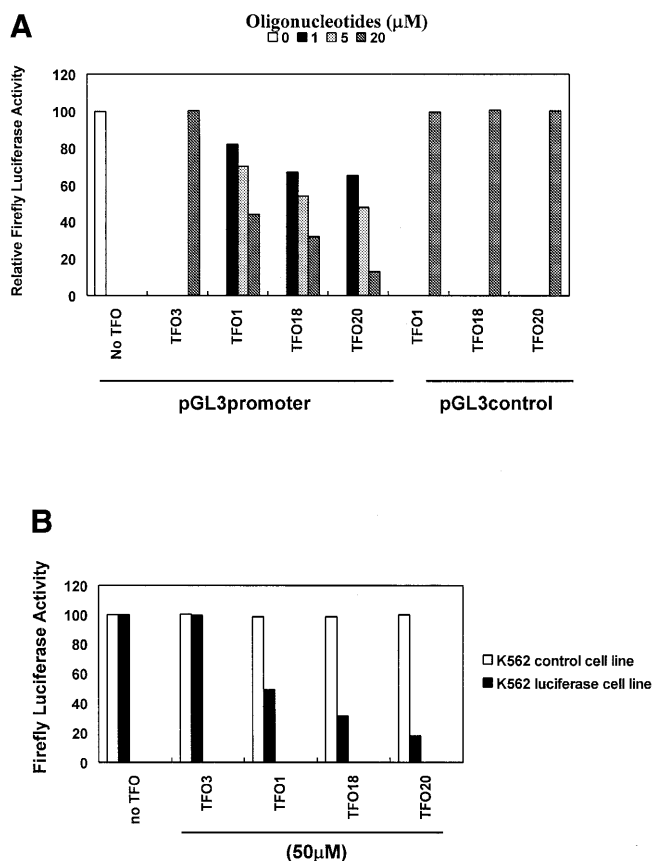 A
Oligonucleotides (µM)
0 1 5 20
Relative Firefly Luciferase Activity
120
100
80
60
40
20
0
No TFO
TFO3
TFO1
TFO18
TFO20
TFO1
TFO18
TFO20
pGL3promoter
pGL3control
B
Firefly Luciferase Activity
120
100
80
60
40
20
0
K562 control cell line
K562 luciferase cell line
no TFO
TFO3
TFO1
TFO18
TFO20
(50µM)